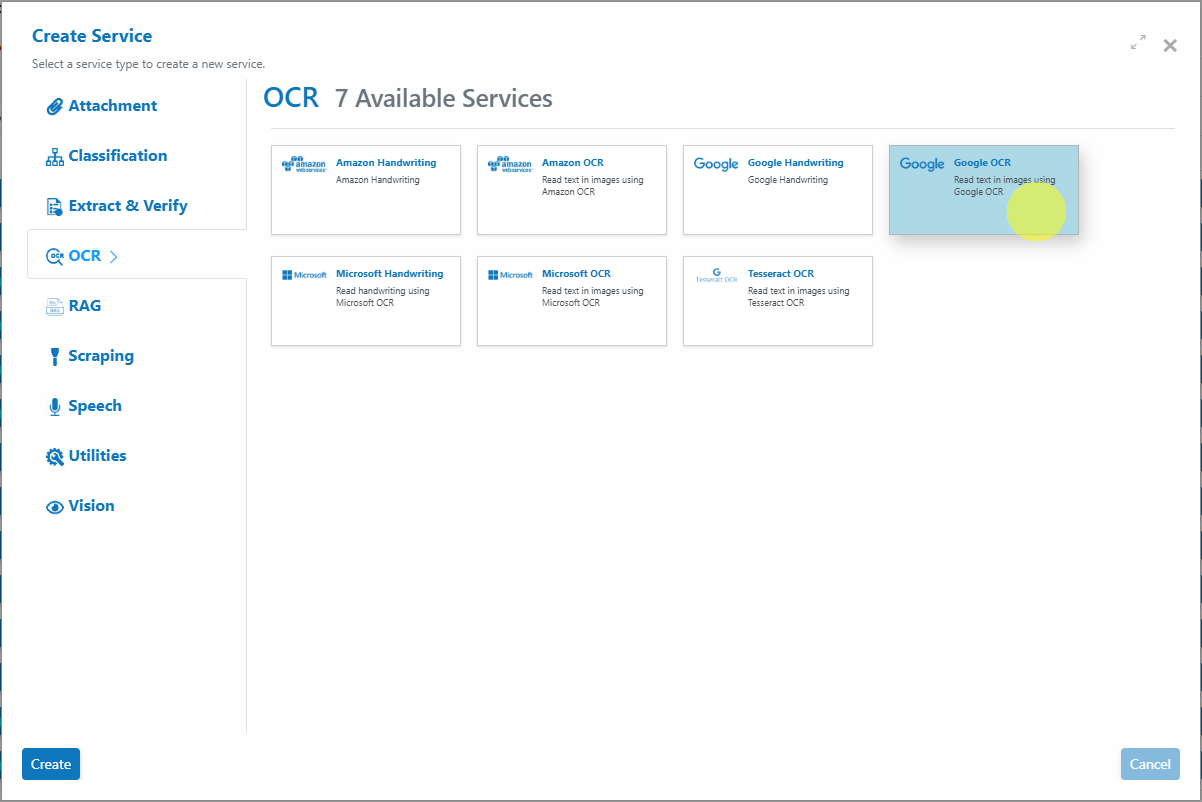 Create Service
Select a service type to create a new service.
Attachment
Classification
Extract & Verify
OCR
OCR
RAG
Scraping
Speech
Utilities
Vision
OCR 7 Available Services
amazon
webservices
Amazon Handwriting
Amazon Handwriting
amazon
webservices
Amazon OCR
Read text in images using
Amazon OCR
Google
Google Handwriting
Google Handwriting
Google
Google OCR
Read text in images using
Google OCR
Microsoft
Microsoft Handwriting
Read handwriting using
Microsoft OCR
Microsoft
Microsoft OCR
Read text in images using
Microsoft OCR
G
Tesseract OCR
Tesseract OCR
Read text in images using
Tesseract OCR
Create
Cancel